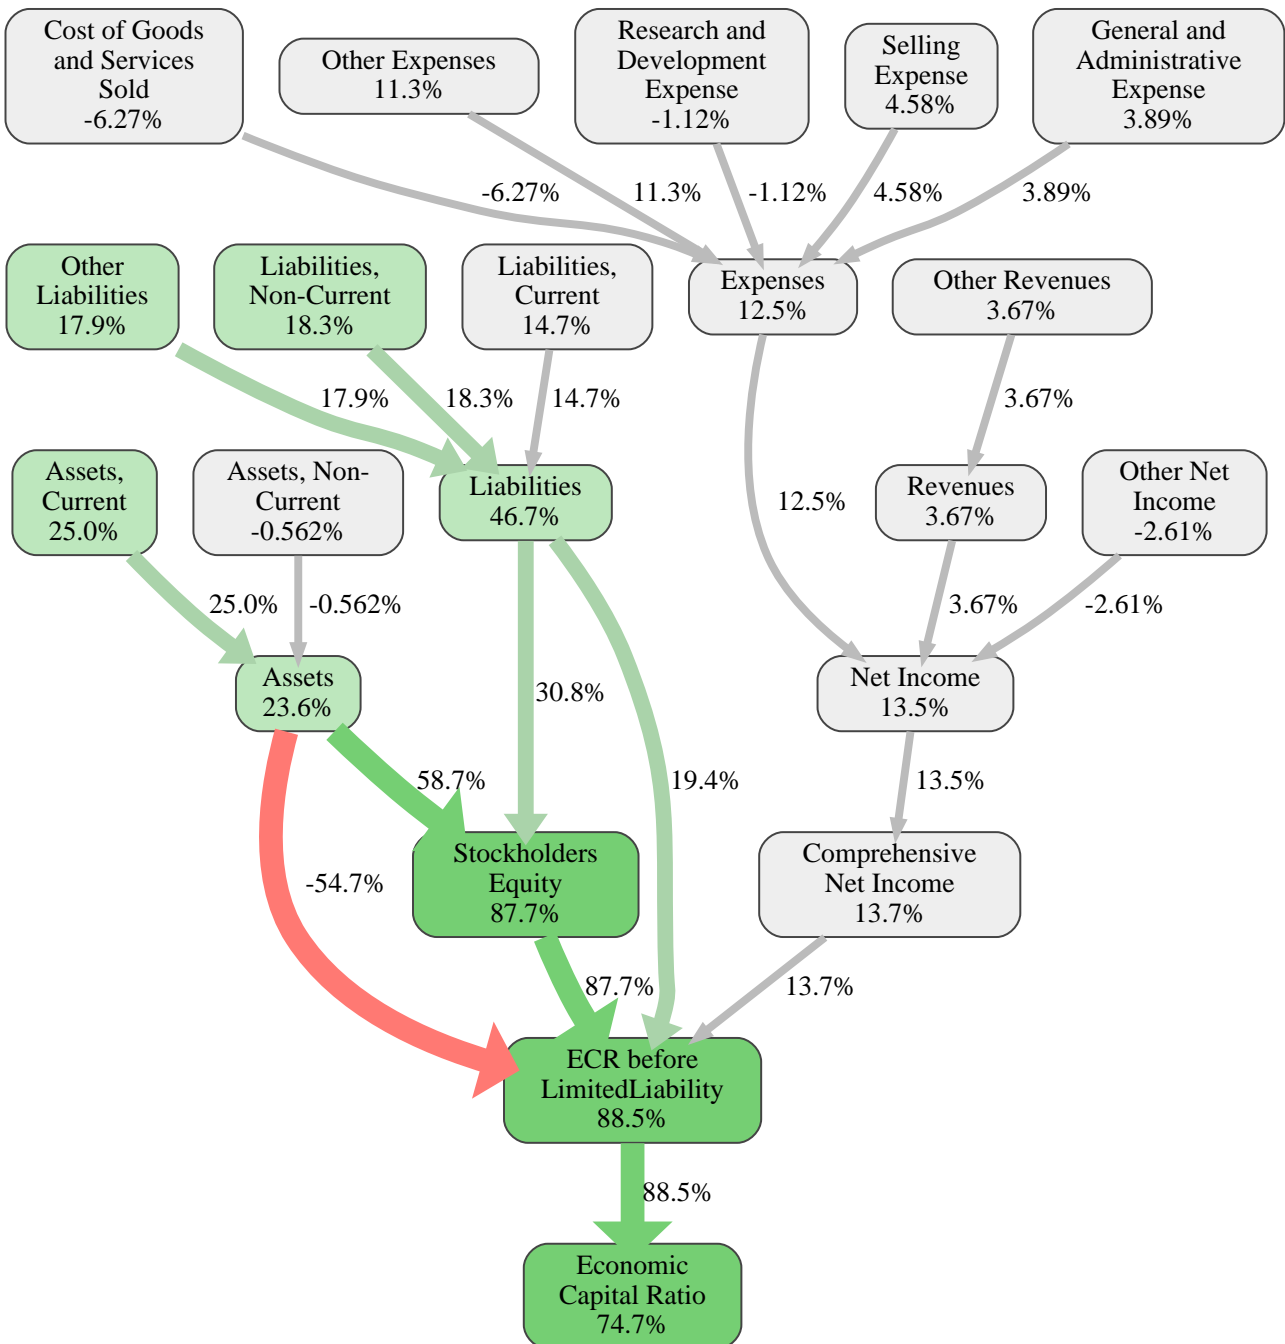 Cost of Goods
and Services
Sold
-6.27%
Other Expenses
11.3%
Research and
Development
Expense
-1.12%
Selling
Expense
4.58%
General and
Administrative
Expense
3.89%
-6.27%
11.3%
-1.12%
4.58%
3.89%
Other
Liabilities
17.9%
Liabilities,
Non-Current
18.3%
Liabilities,
Current
14.7%
Expenses
12.5%
Other Revenues
3.67%
17.9%
18.3%
14.7%
3.67%
Assets,
Current
25.0%
Assets, Non-
Current
-0.562%
Liabilities
46.7%
12.5%
Revenues
3.67%
Other Net
Income
-2.61%
25.0%
-0.562%
3.67%
-2.61%
Assets
23.6%
30.8%
Net Income
13.5%
58.7%
19.4%
13.5%
-54.7%
Stockholders
Equity
87.7%
Comprehensive
Net Income
13.7%
87.7%
13.7%
ECR before
LimitedLiability
88.5%
88.5%
Economic
Capital Ratio
74.7%